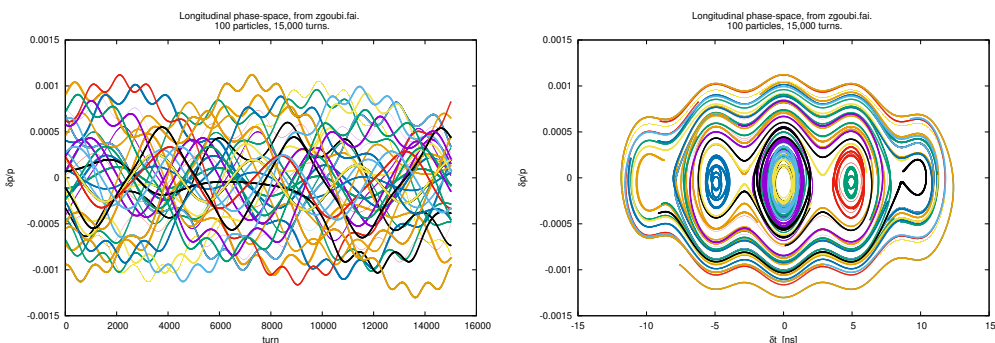 Longitudinal phase-space, from zgoubi.fai.
100 particles, 15,000 turns.
0.0015
0.001
0.0005
0
-0.0005
-0.001
-0.0015
δp/p
0 2000 4000 6000 8000 10000 12000 14000 16000
turn
Longitudinal phase-space, from zgoubi.fai.
100 particles, 15,000 turns.
0.0015
0.001
0.0005
0
-0.0005
-0.001
-0.0015
δp/p
-15 -10 -5 0 5 10 15
δt [ns]